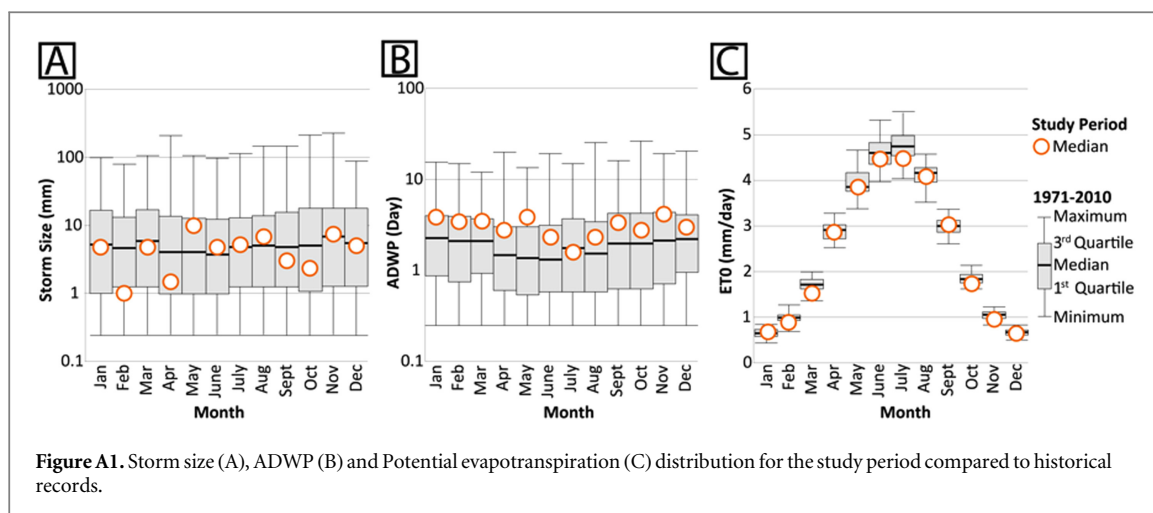 A
B
C
Storm Size (mm)
1000
100
10
1
0.1
Jan
Feb
Mar
Apr
May
June
July
Aug
Sept
Oct
Nov
Dec
Month
ADWP (Day)
100
10
1
0.1
Jan
Feb
Mar
Apr
May
June
July
Aug
Sept
Oct
Nov
Dec
Month
ET0 (mm/day)
6
5
4
3
2
1
0
Jan
Feb
Mar
Apr
May
June
July
Aug
Sept
Oct
Nov
Dec
Month
Study Period
Median
1971-2010
Maximum
3rd Quartile
Median
1st Quartile
Minimum
Figure A1. Storm size (A), ADWP (B) and Potential evapotranspiration (C) distribution for the study period compared to historical
records.